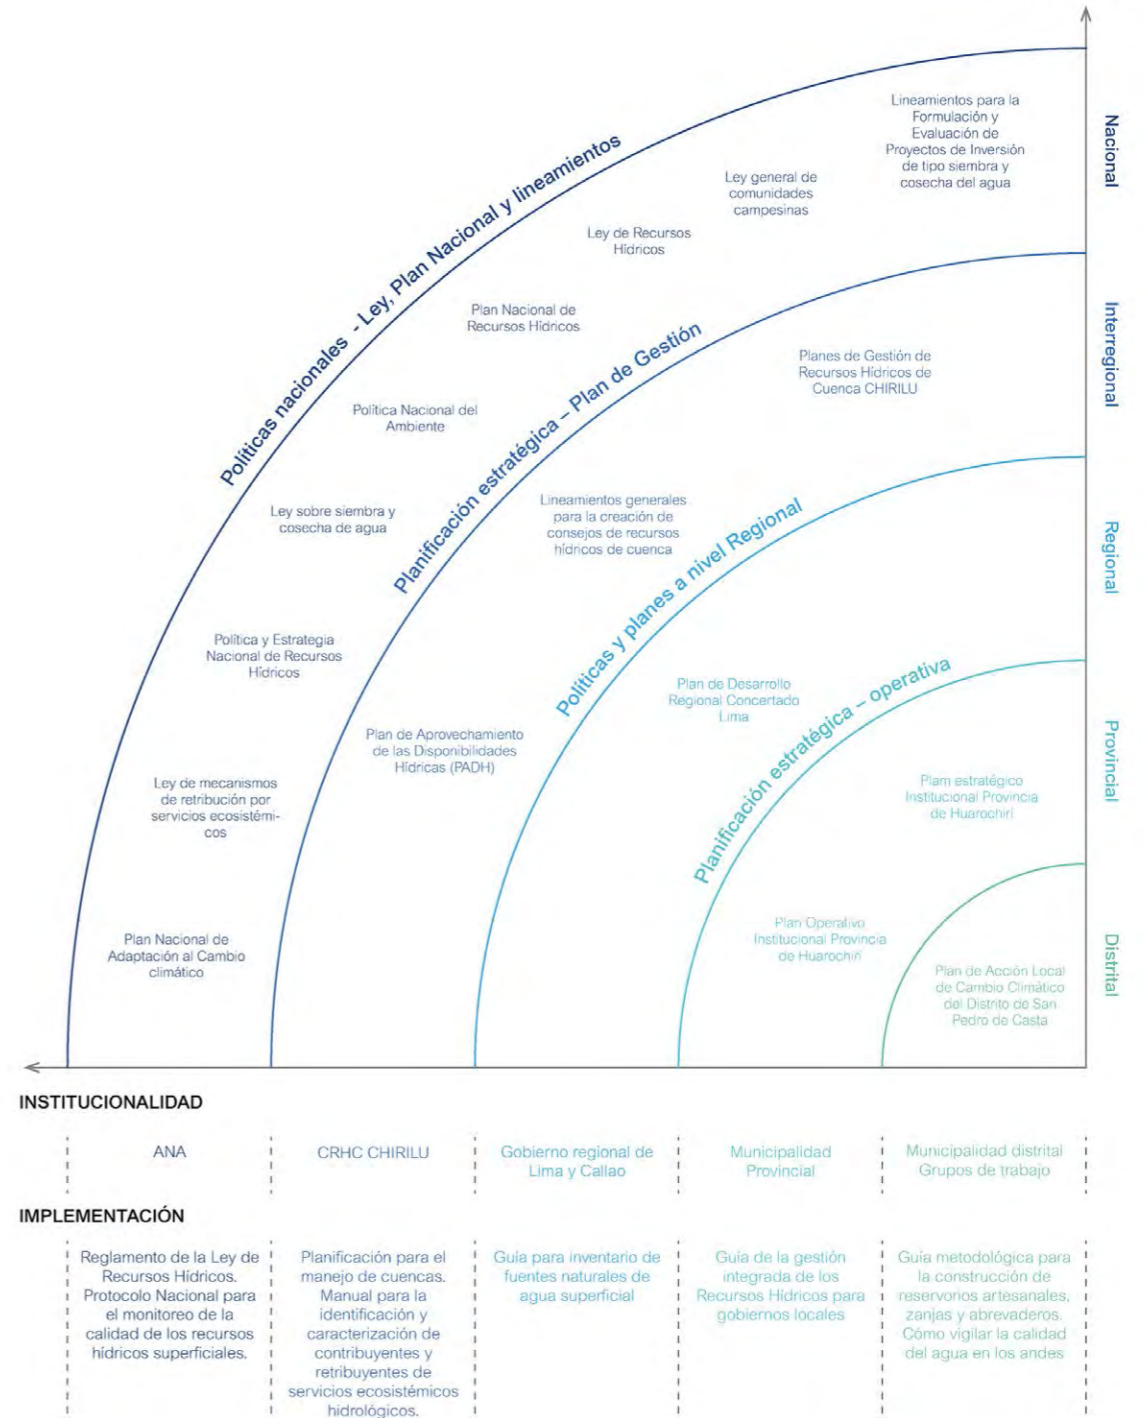 Políticas nacionales - Ley, Plan Nacional y lineamientos
Lineamientos para la
Formulación y
Evaluación de
Proyectos de Inversión
de tipo siembra y
cosecha del agua
Ley general de
comunidades
campesinas
Ley de Recursos
Hídricos
Plan Nacional de
Recursos Hídricos
Política Nacional del
Ambiente
Ley sobre siembra y
cosecha de agua
Política y Estrategia
Nacional de Recursos
Hídricos
Ley de mecanismos
de retribución por
servicios ecosistémi-
cos
Plan Nacional de
Adaptación al Cambio
climático
Nacional
Planificación estratégica – Plan de Gestión
Planes de Gestión de
Recursos Hídricos de
Cuenca CHIRILU
Lineamientos generales
para la creación de
consejos de recursos
hídricos de cuenca
Plan de Aprovechamiento
de las Disponibilidades
Hídricas (PADH)
Interregional
Políticas y planes a nivel Regional
Plan de Desarrollo
Regional Concertado
Lima
Regional
Planificación estratégica – operativa
Plam estratégico
Institucional Provincia
de Huarochirí
Plan Operativo
Institucional Provincia
de Huarochirí
Provincial
Plan de Acción Local
de Cambio Climático
del Distrito de San
Pedro de Casta
Distrital
INSTITUCIONALIDAD
ANA
CRHC CHIRILU
Gobierno regional de
Lima y Callao
Municipalidad
Provincial
Municipalidad distrital
Grupos de trabajo
IMPLEMENTACIÓN
Reglamento de la Ley de
Recursos Hídricos.
Protocolo Nacional para
el monitoreo de la
calidad de los recursos
hídricos superficiales.
Planificación para el
manejo de cuencas.
Manual para la
identificación y
caracterización de
contribuyentes y
retribuyentes de
servicios ecosistémicos
hidrológicos.
Guía para inventario de
fuentes naturales de
agua superficial
Guía de la gestión
integrada de los
Recursos Hídricos para
gobiernos locales
Guía metodológica para
la construcción de
reservorios artesanales,
zanjas y abrevaderos.
Cómo vigilar la calidad
del agua en los andes